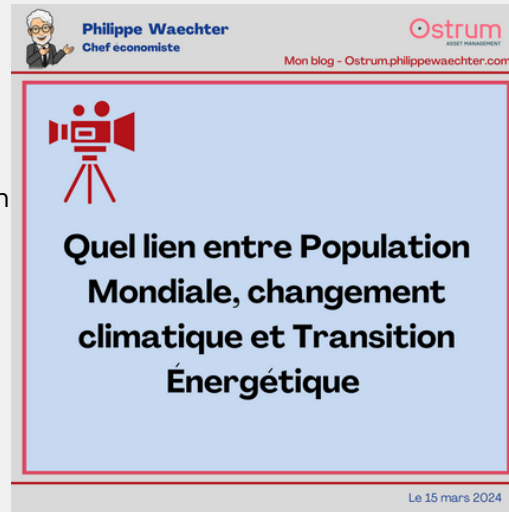 Philippe Waechter
Chef économiste
Ostrum
ASSET MANAGEMENT
Mon blog - Ostrum.philippewaechter.com
n
Quel lien entre Population
Mondiale, changement
climatique et Transition
Énergétique
Le 15 mars 2024